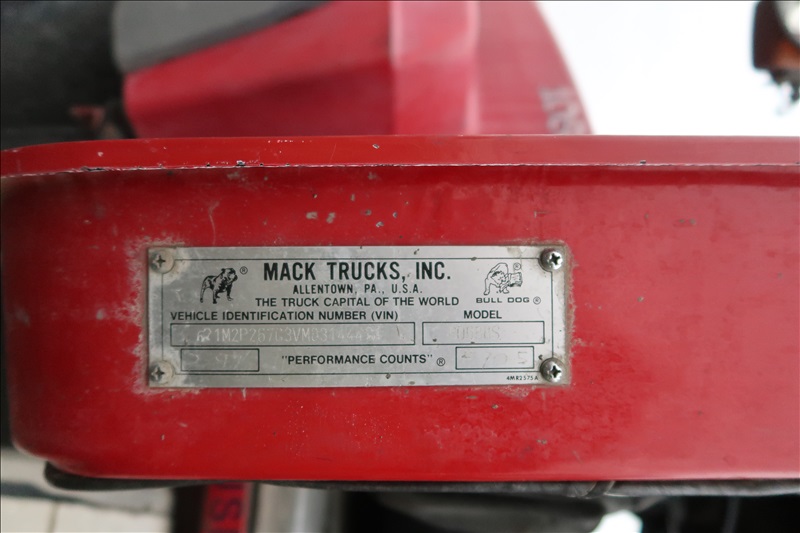 MACK TRUCKS, INC.
ALLENTOWN, PA., U.S.A.
THE TRUCK CAPITAL OF THE WORLD
BULL DOG ®
VEHICLE IDENTIFICATION NUMBER (VIN)
MODEL
"PERFORMANCE COUNTS" ®
4MR2575A